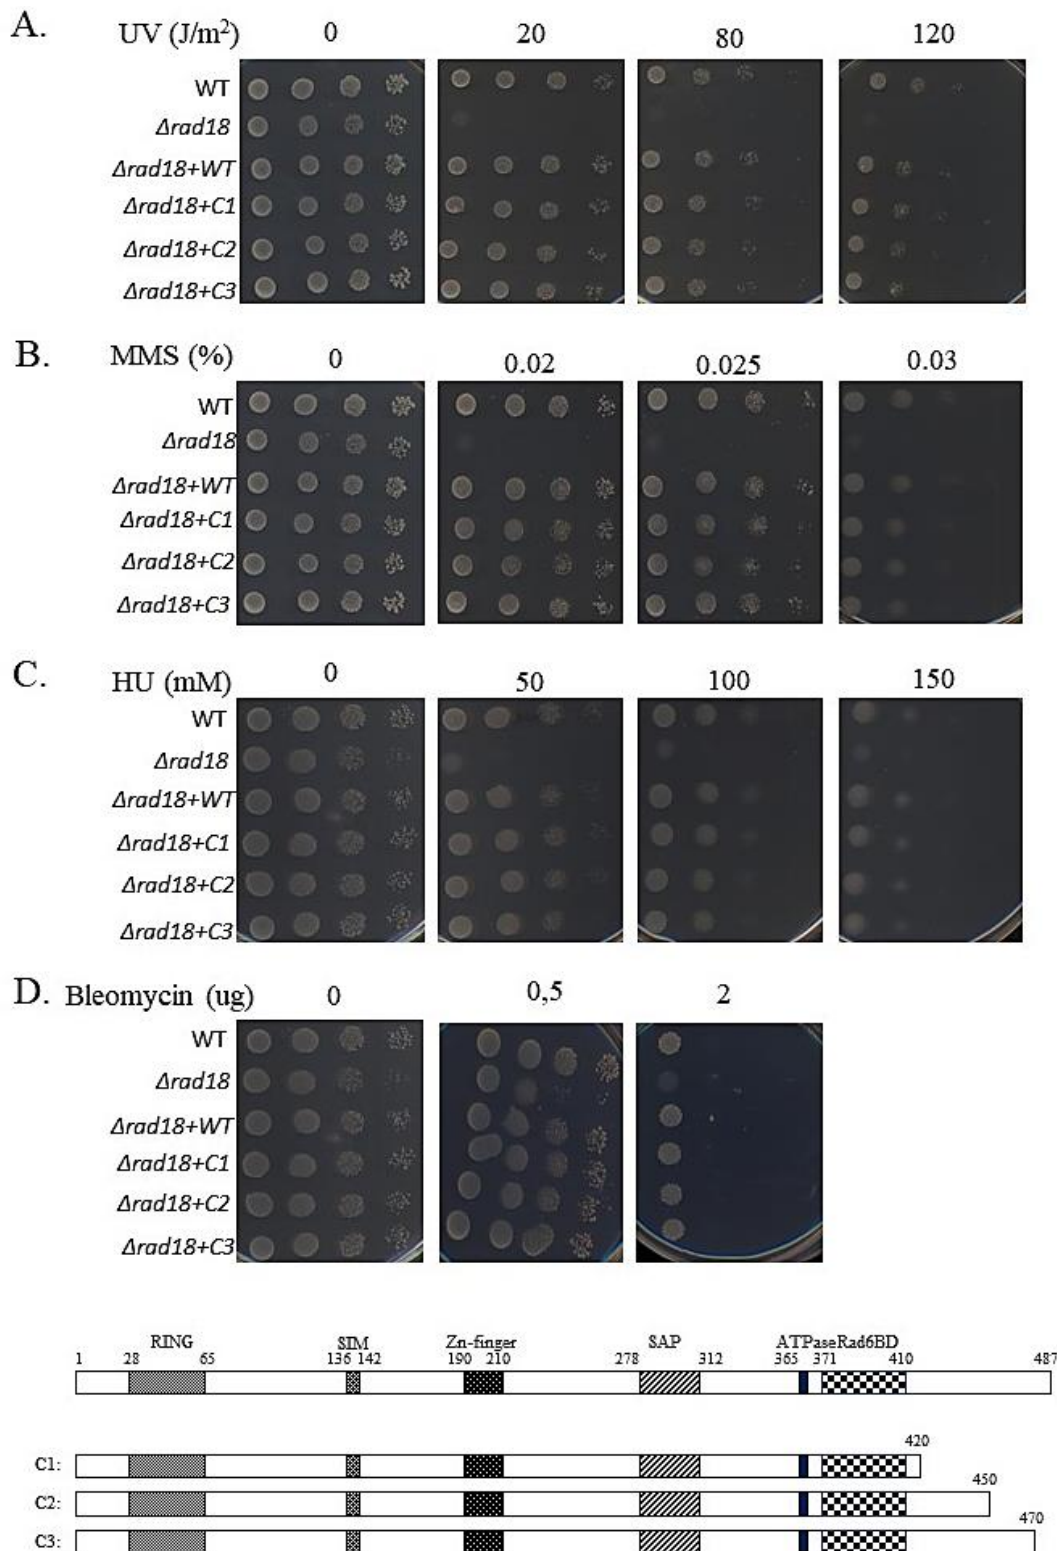 A.
UV (J/m²) 0 20 80 120
WT
Δrad18
Δrad18+WT
Δrad18+C1
Δrad18+C2
Δrad18+C3
B.
MMS (%) 0 0.02 0.025 0.03
WT
Δrad18
Δrad18+WT
Δrad18+C1
Δrad18+C2
Δrad18+C3
C.
HU (mM) 0 50 100 150
WT
Δrad18
Δrad18+WT
Δrad18+C1
Δrad18+C2
Δrad18+C3
D. Bleomycin (ug) 0 0,5 2
WT
Δrad18
Δrad18+WT
Δrad18+C1
Δrad18+C2
Δrad18+C3
RING SIM Zn-finger SAP ATPaseRad6BD
1 28 65 136 142 190 210 278 312 365 371 410 487
420
C1:
450
C2:
470
C3: